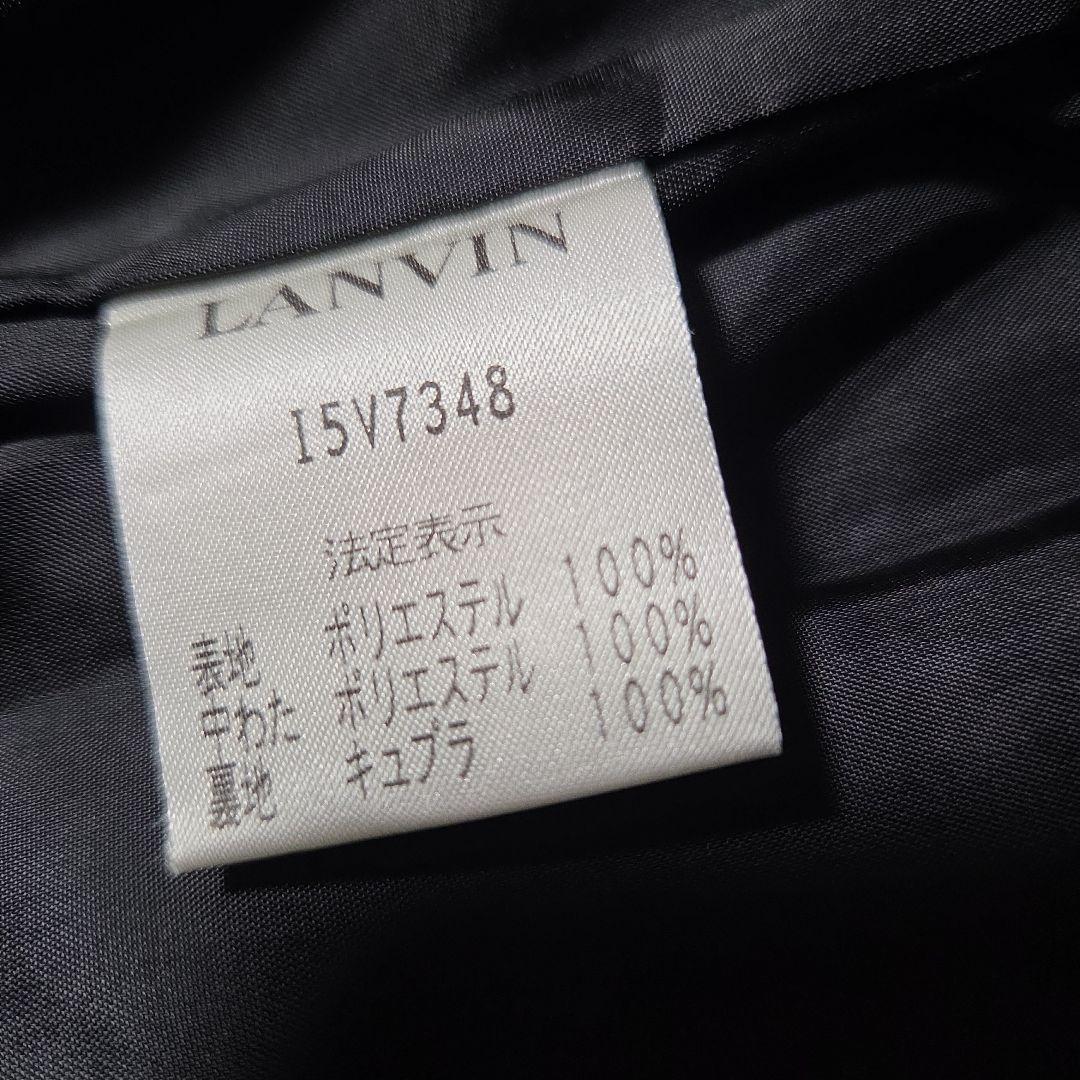 LANVIN
I5V7348
法定表示
表地 ポリエステル 100%
中わた ポリエステル 100%
裏地 キュプラ 100%